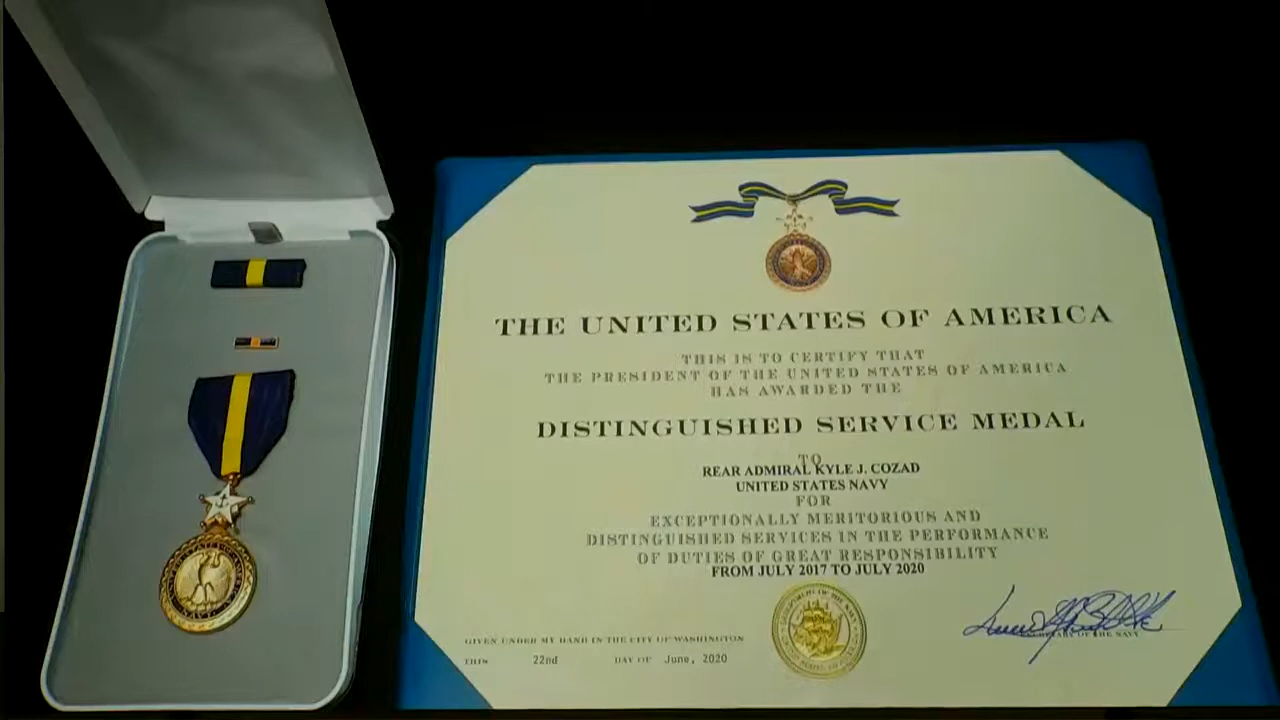 THE UNITED STATES OF AMERICA
THIS IS TO CERTIFY THAT
THE PRESIDENT OF THE UNITED STATES OF AMERICA
HAS AWARDED THE
DISTINGUISHED SERVICE MEDAL
TO
REAR ADMIRAL KYLE J. COZAD
UNITED STATES NAVY
FOR
EXCEPTIONALLY MERITORIOUS AND
DISTINGUISHED SERVICES IN THE PERFORMANCE
OF DUTIES OF GREAT RESPONSIBILITY
FROM JULY 2017 TO JULY 2020
GIVEN UNDER MY HAND IN THE CITY OF WASHINGTON
THIS 22nd DAY OF June, 2020
SECRETARY OF THE NAVY